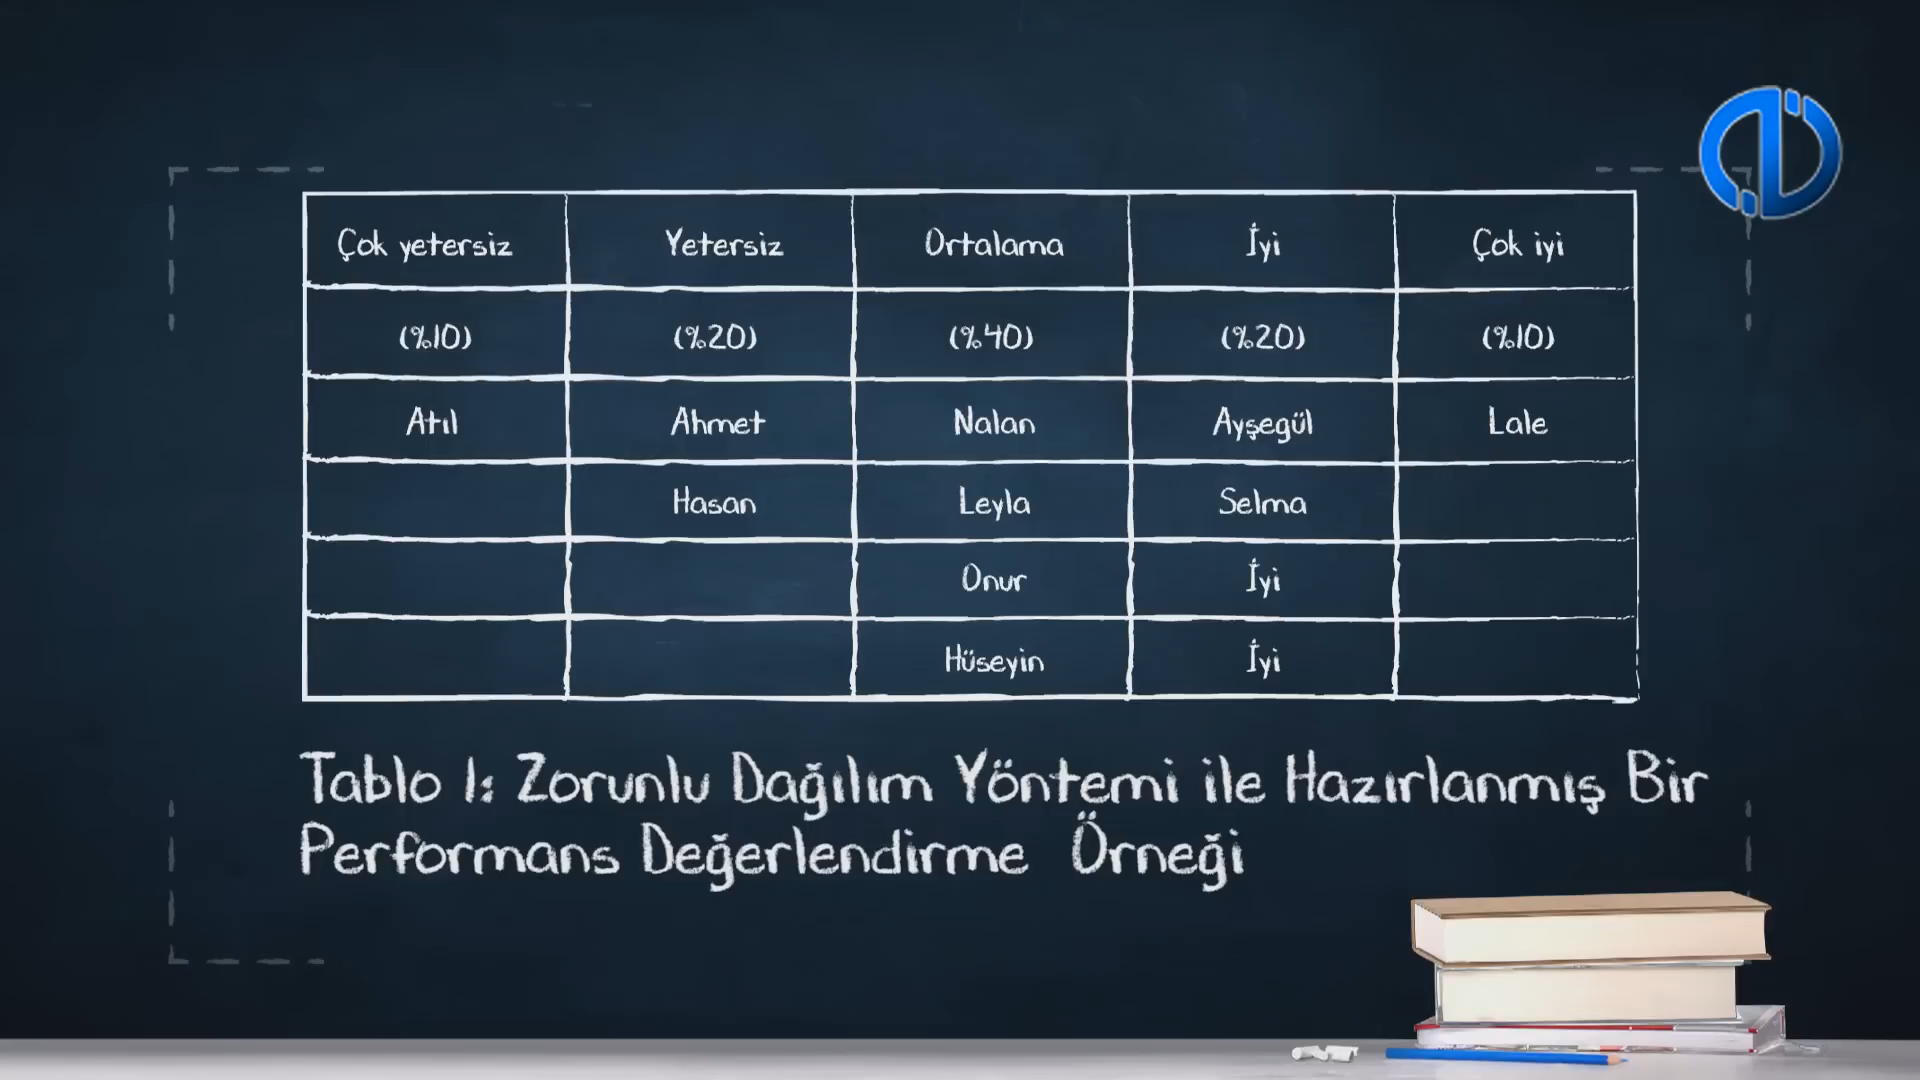 Çok yetersiz Yetersiz Ortalama İyi Çok iyi
(%10) (%20) (%40) (%20) (%10)
Atıl Ahmet Nalan Ayşegül Lale
Hasan Leyla Selma
Onur İyi
Hüseyin İyi
Tablo 1: Zorunlu Dağılım Yöntemi ile Hazırlanmış Bir
Performans Değerlendirme Örneği